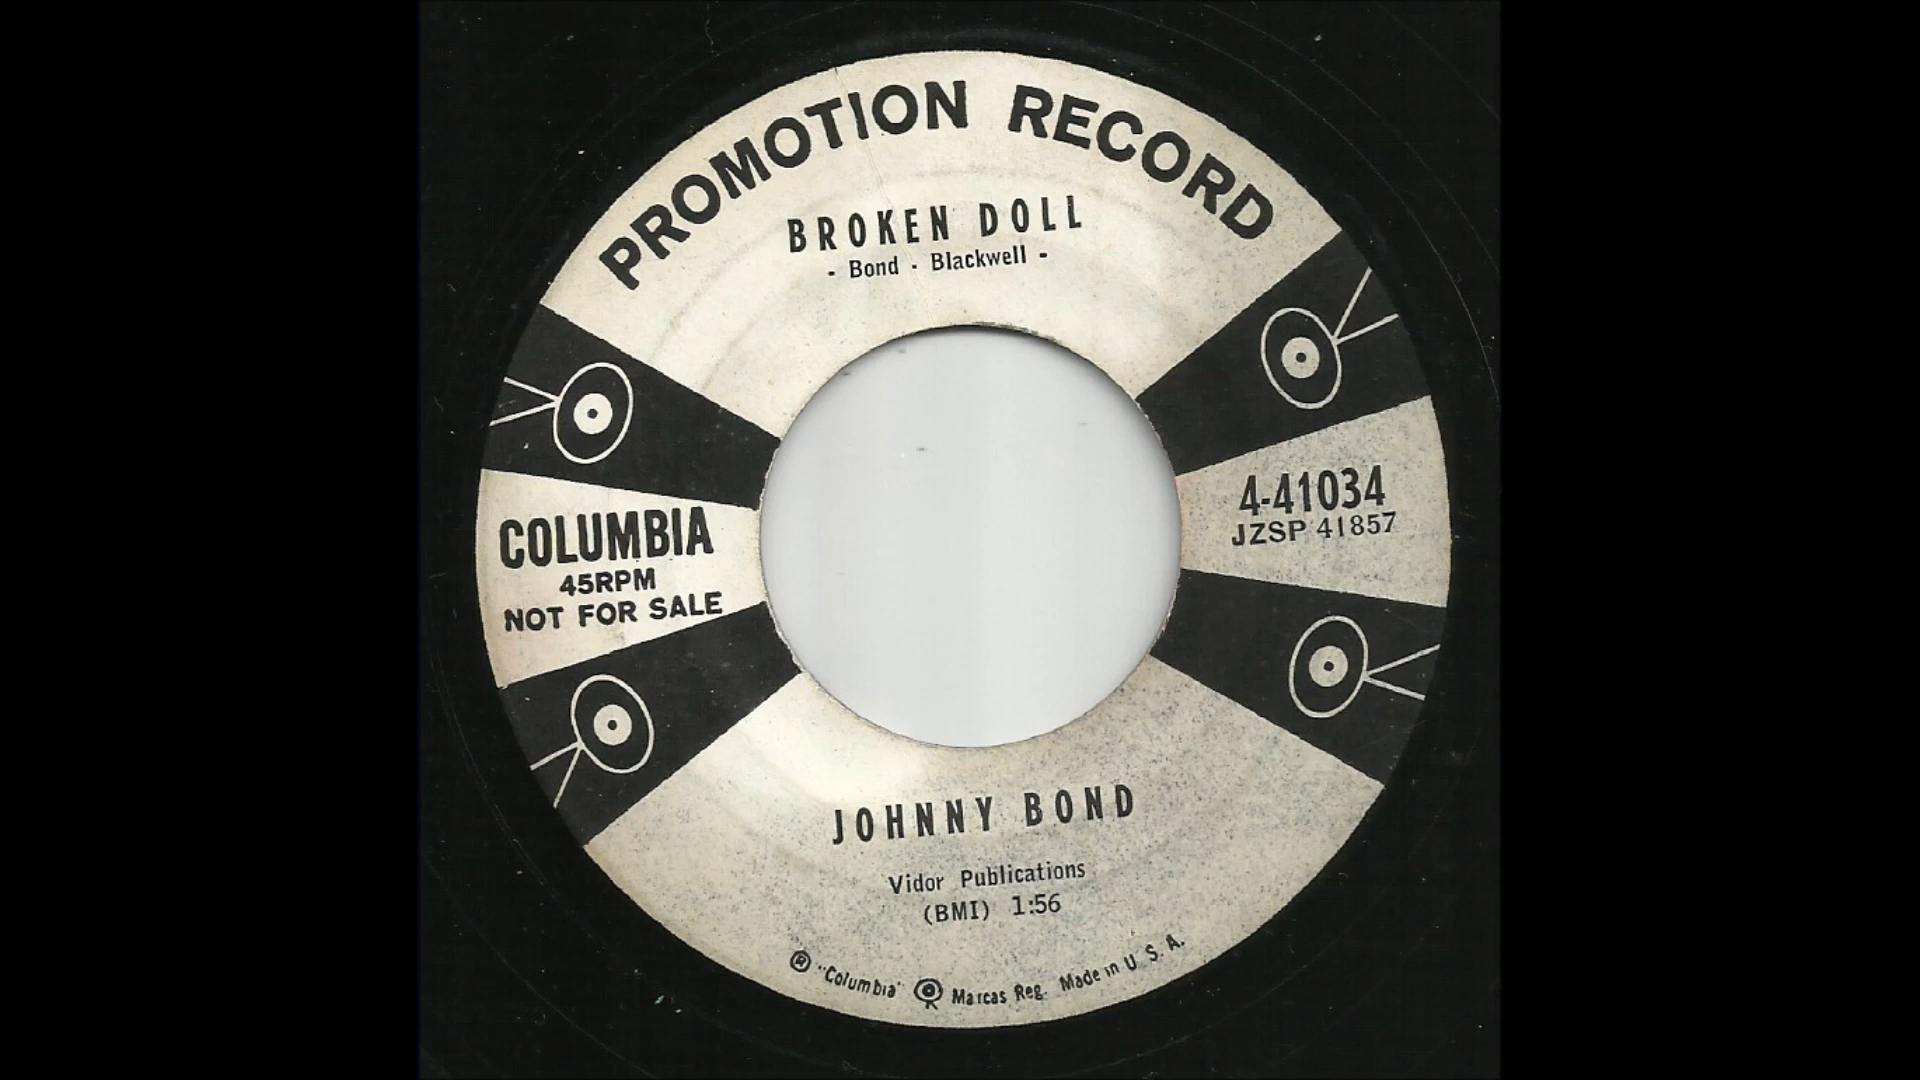 PROMOTION RECORD
BROKEN DOLL
- Bond - Blackwell -
COLUMBIA
45RPM
NOT FOR SALE
4-41034
JZSP 41857
JOHNNY BOND
Vidor Publications
(BMI) 1:56
® "Columbia" Marcas Reg. Made in U. S. A.